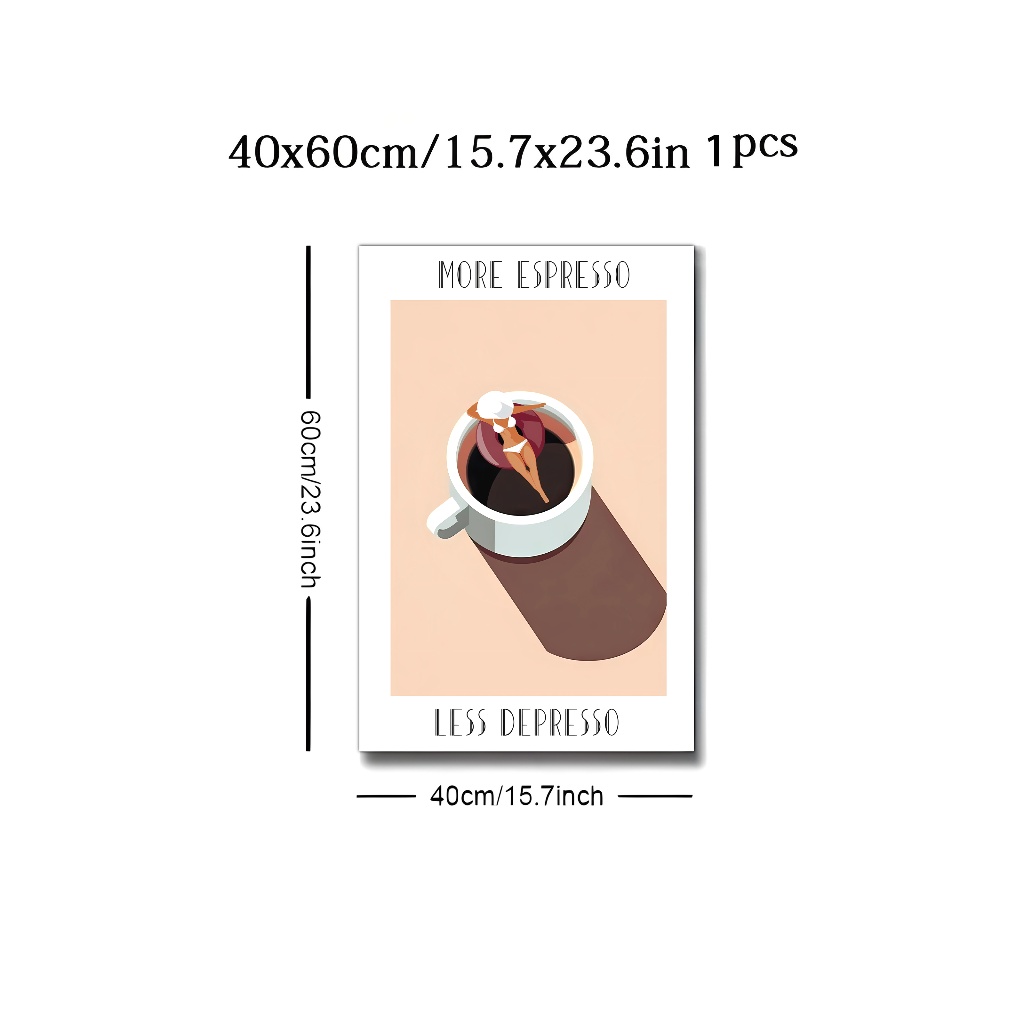 40x60cm/15.7x23.6in 1pcs
MORE ESPRESSO
60cm/23.6inch
LESS DEPRESSO
40cm/15.7inch